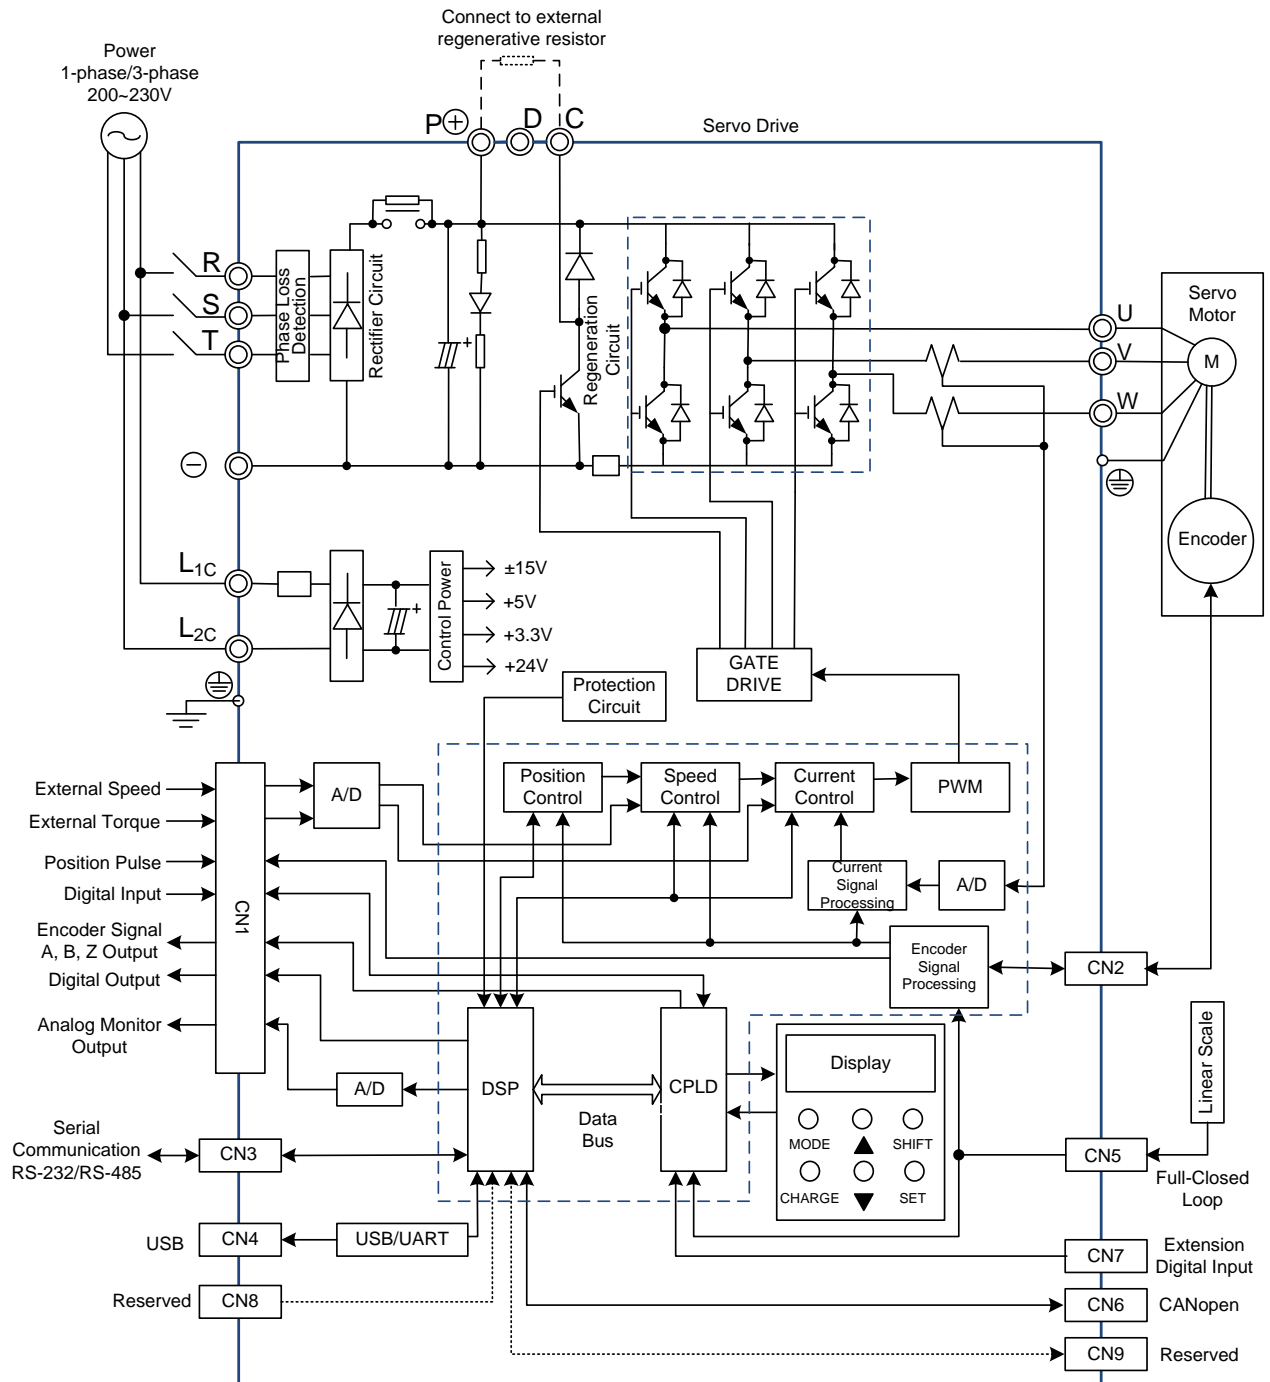 Connect to external
regenerative resistor
Power
1-phase/3-phase
200~230V
P⊕
D
C
Servo Drive
R
S
T
Phase Loss
Detection
Rectifier Circuit
+
Regeneration
Circuit
U
V
W
Servo
Motor
M
Encoder
−
L1C
L2C
+
Control Power
±15V
+5V
+3.3V
+24V
GATE
DRIVE
Protection
Circuit
External Speed
External Torque
Position Pulse
Digital Input
Encoder Signal
A, B, Z Output
Digital Output
Analog Monitor
Output
CN1
A/D
Position
Control
Speed
Control
Current
Control
PWM
Current
Signal
Processing
A/D
Encoder
Signal
Processing
CN2
Linear Scale
A/D
DSP
Data
Bus
CPLD
Display
MODE
▲
SHIFT
CHARGE
▼
SET
Serial
Communication
RS-232/RS-485
CN3
CN5
Full-Closed
Loop
USB
CN4
USB/UART
CN7
Extension
Digital Input
Reserved
CN8
CN6
CANopen
CN9
Reserved